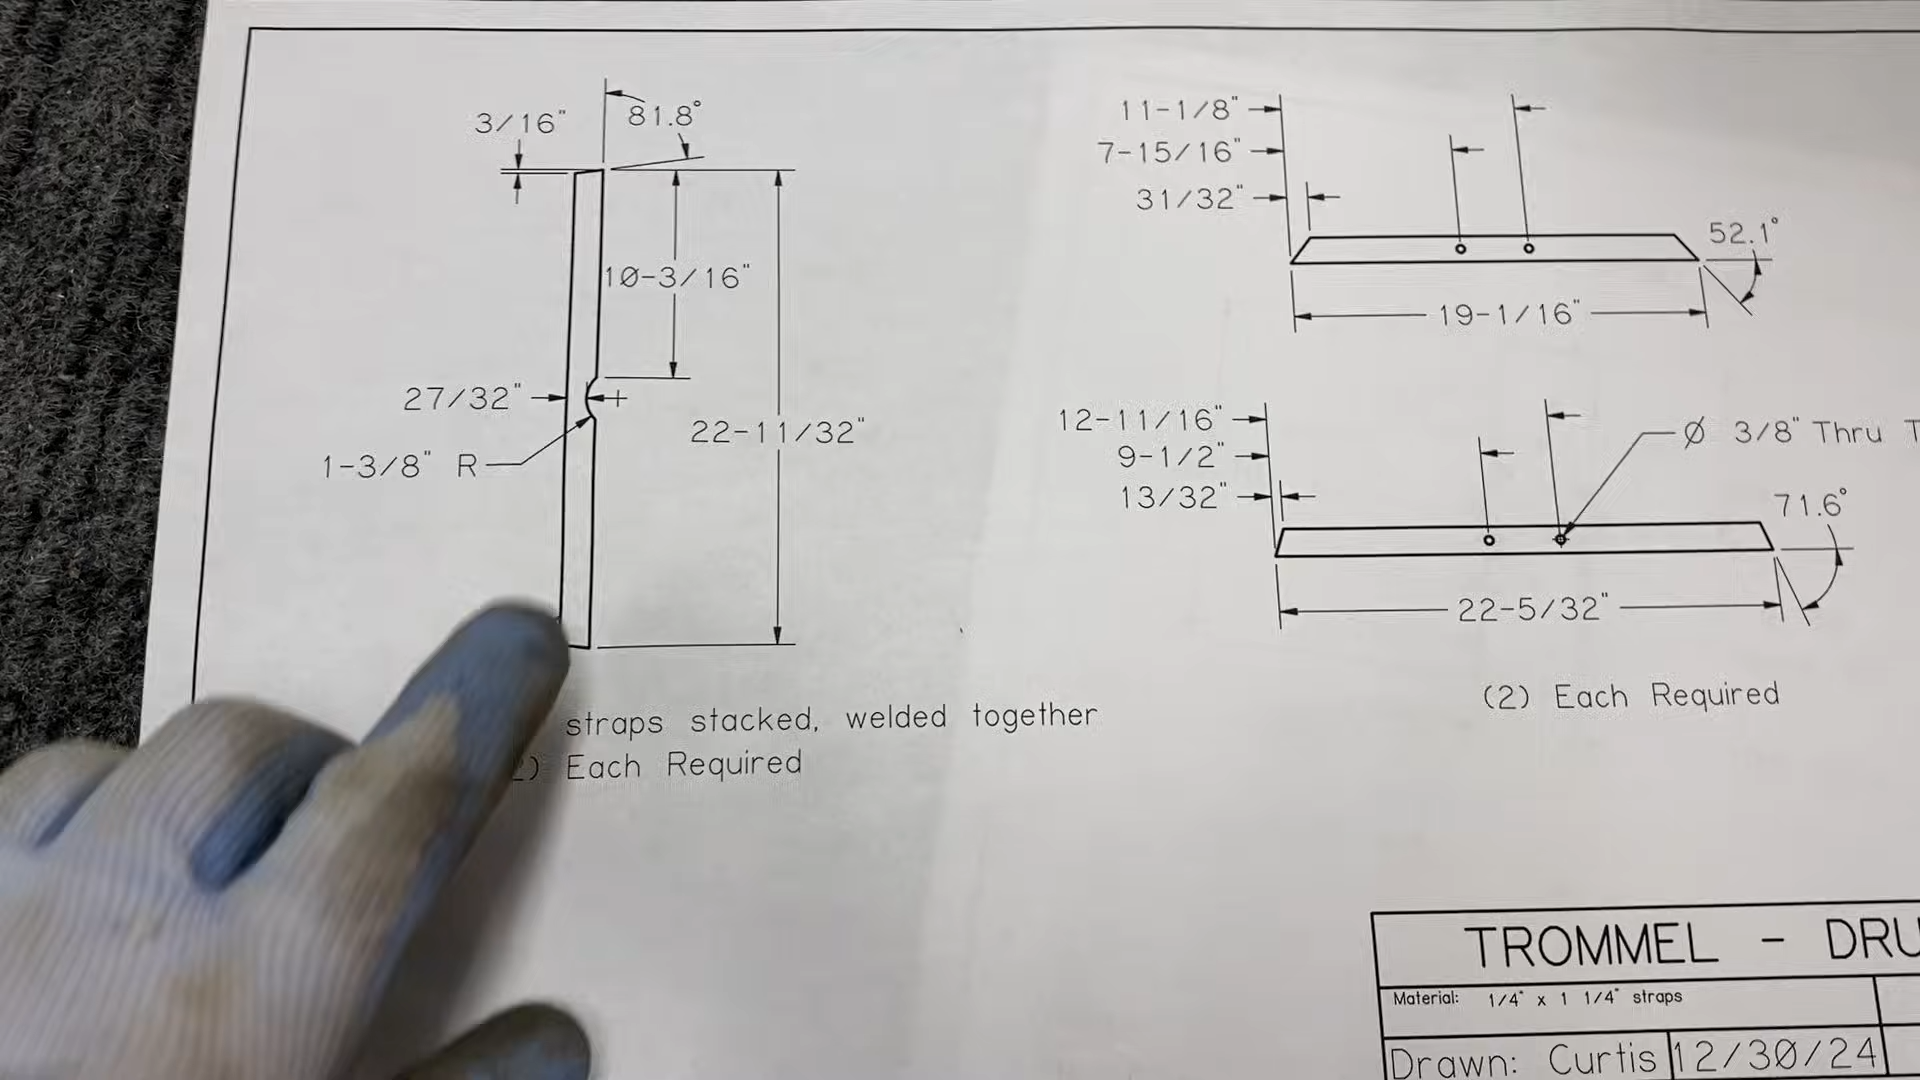 3/16"
81.8°
10-3/16"
27/32"
22-11/32"
1-3/8" R
straps stacked, welded together
) Each Required
11-1/8"
7-15/16"
31/32"
52.1°
19-1/16"
12-11/16"
9-1/2"
13/32"
Ø 3/8" Thru T
71.6°
22-5/32"
(2) Each Required
TROMMEL - DRU
Material: 1/4" x 1 1/4" straps
Drawn: Curtis 12/30/24